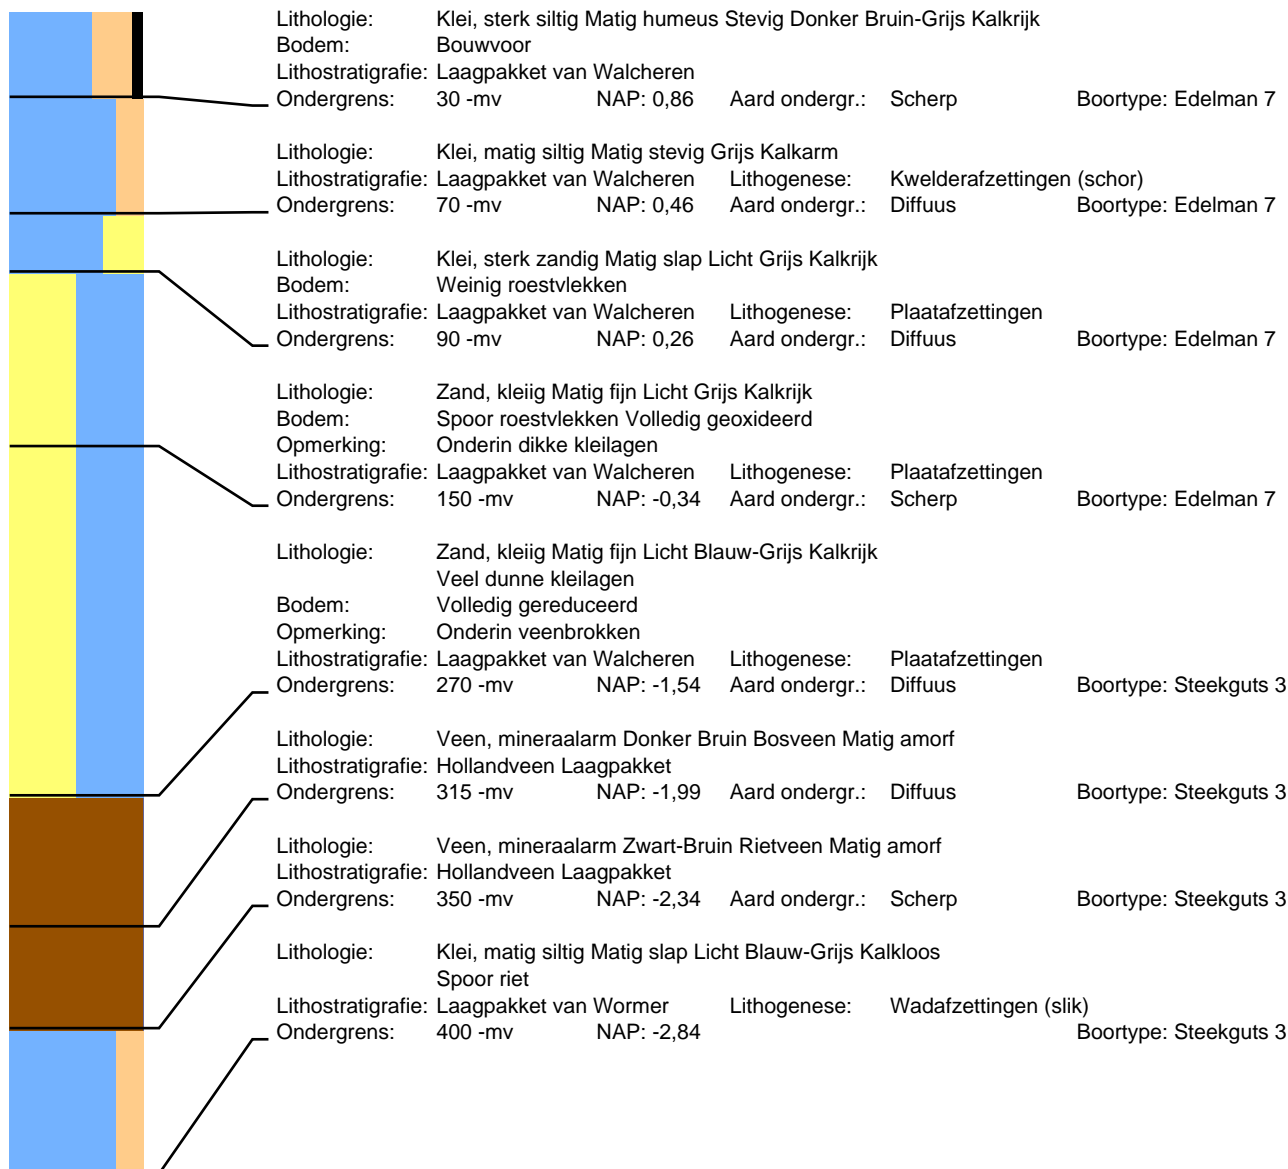 Lithologie: Klei, sterk siltig Matig humeus Stevig Donker Bruin-Grijs Kalkrijk
Bodem: Bouwvoor
Lithostratigrafie: Laagpakket van Walcheren
Ondergrens: 30 -mv NAP: 0,86 Aard ondergr.: Scherp Boortype: Edelman 7
Lithologie: Klei, matig siltig Matig stevig Grijs Kalkarm
Lithostratigrafie: Laagpakket van Walcheren Lithogenese: Kwelderafzettingen (schor)
Ondergrens: 70 -mv NAP: 0,46 Aard ondergr.: Diffuus Boortype: Edelman 7
Lithologie: Klei, sterk zandig Matig slap Licht Grijs Kalkrijk
Bodem: Weinig roestvlekken
Lithostratigrafie: Laagpakket van Walcheren Lithogenese: Plaatafzettingen
Ondergrens: 90 -mv NAP: 0,26 Aard ondergr.: Diffuus Boortype: Edelman 7
Lithologie: Zand, kleiig Matig fijn Licht Grijs Kalkrijk
Bodem: Spoor roestvlekken Volledig geoxideerd
Opmerking: Onderin dikke kleilagen
Lithostratigrafie: Laagpakket van Walcheren Lithogenese: Plaatafzettingen
Ondergrens: 150 -mv NAP: -0,34 Aard ondergr.: Scherp Boortype: Edelman 7
Lithologie: Zand, kleiig Matig fijn Licht Blauw-Grijs Kalkrijk
Veel dunne kleilagen
Bodem: Volledig gereduceerd
Opmerking: Onderin veenbrokken
Lithostratigrafie: Laagpakket van Walcheren Lithogenese: Plaatafzettingen
Ondergrens: 270 -mv NAP: -1,54 Aard ondergr.: Diffuus Boortype: Steekguts 3
Lithologie: Veen, mineraalarm Donker Bruin Bosveen Matig amorf
Lithostratigrafie: Hollandveen Laagpakket
Ondergrens: 315 -mv NAP: -1,99 Aard ondergr.: Diffuus Boortype: Steekguts 3
Lithologie: Veen, mineraalarm Zwart-Bruin Rietveen Matig amorf
Lithostratigrafie: Hollandveen Laagpakket
Ondergrens: 350 -mv NAP: -2,34 Aard ondergr.: Scherp Boortype: Steekguts 3
Lithologie: Klei, matig siltig Matig slap Licht Blauw-Grijs Kalkloos
Spoor riet
Lithostratigrafie: Laagpakket van Wormer Lithogenese: Wadafzettingen (slik)
Ondergrens: 400 -mv NAP: -2,84 Boortype: Steekguts 3